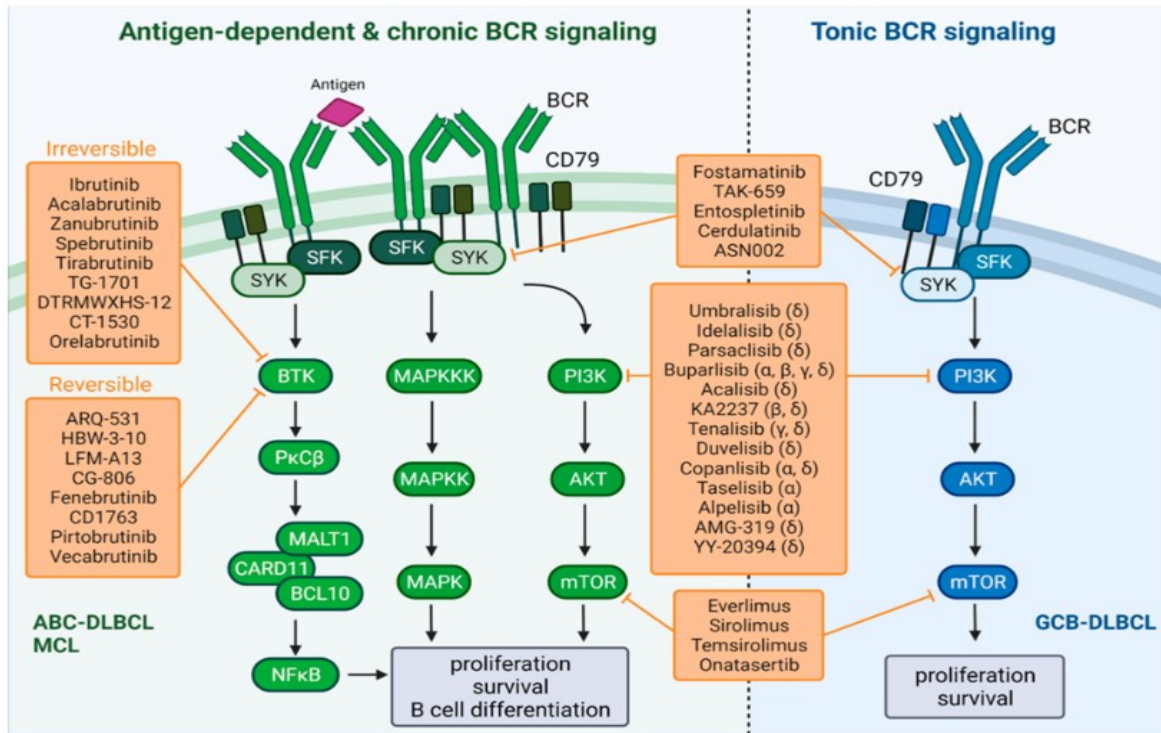 Antigen-dependent & chronic BCR signaling
Tonic BCR signaling
Antigen
BCR
CD79
SFK
SYK
SFK
SYK
Irreversible
Ibrutinib
Acalabrutinib
Zanubrutinib
Spebrutinib
Tirabrutinib
TG-1701
DTRMWXHS-12
CT-1530
Orelabrutinib
Reversible
ARQ-531
HBW-3-10
LFM-A13
CG-806
Fenebrutinib
CD1763
Pirtobrutinib
Vecabrutinib
BTK
PκCβ
MALT1
CARD11
BCL10
NFκB
MAPKKK
MAPKK
MAPK
PI3K
AKT
mTOR
proliferation
survival
B cell differentiation
ABC-DLBCL
MCL
Fostamatinib
TAK-659
Entospletinib
Cerdulatinib
ASN002
Umbralisib (δ)
Idelalisib (δ)
Parsaclisib (δ)
Buparlisib (α, β, γ, δ)
Acalisib (δ)
KA2237 (β, δ)
Tenalisib (γ, δ)
Duvelisib (δ)
Copanlisib (α, δ)
Taselisib (α)
Alpelisib (α)
AMG-319 (δ)
YY-20394 (δ)
Everlimus
Sirolimus
Temsirolimus
Onatasertib
BCR
CD79
SFK
SYK
PI3K
AKT
mTOR
proliferation
survival
GCB-DLBCL